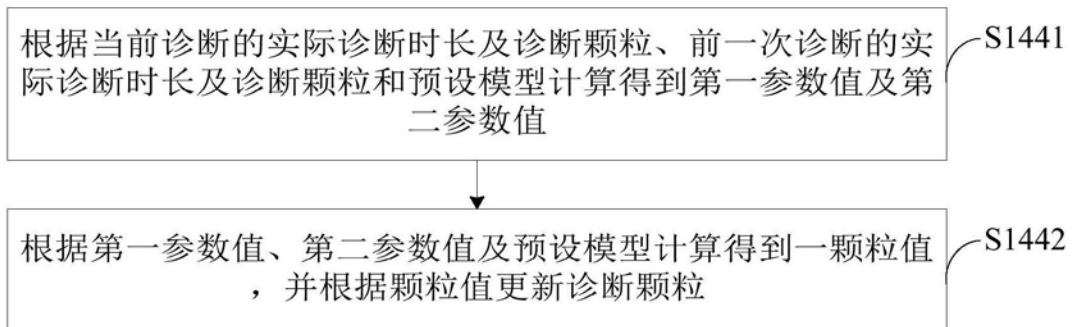 根据当前诊断的实际诊断时长及诊断颗粒、前一次诊断的实
际诊断时长及诊断颗粒和预设模型计算得到第一参数值及第
二参数值
S1441
根据第一参数值、第二参数值及预设模型计算得到一颗粒值
，并根据颗粒值更新诊断颗粒
S1442